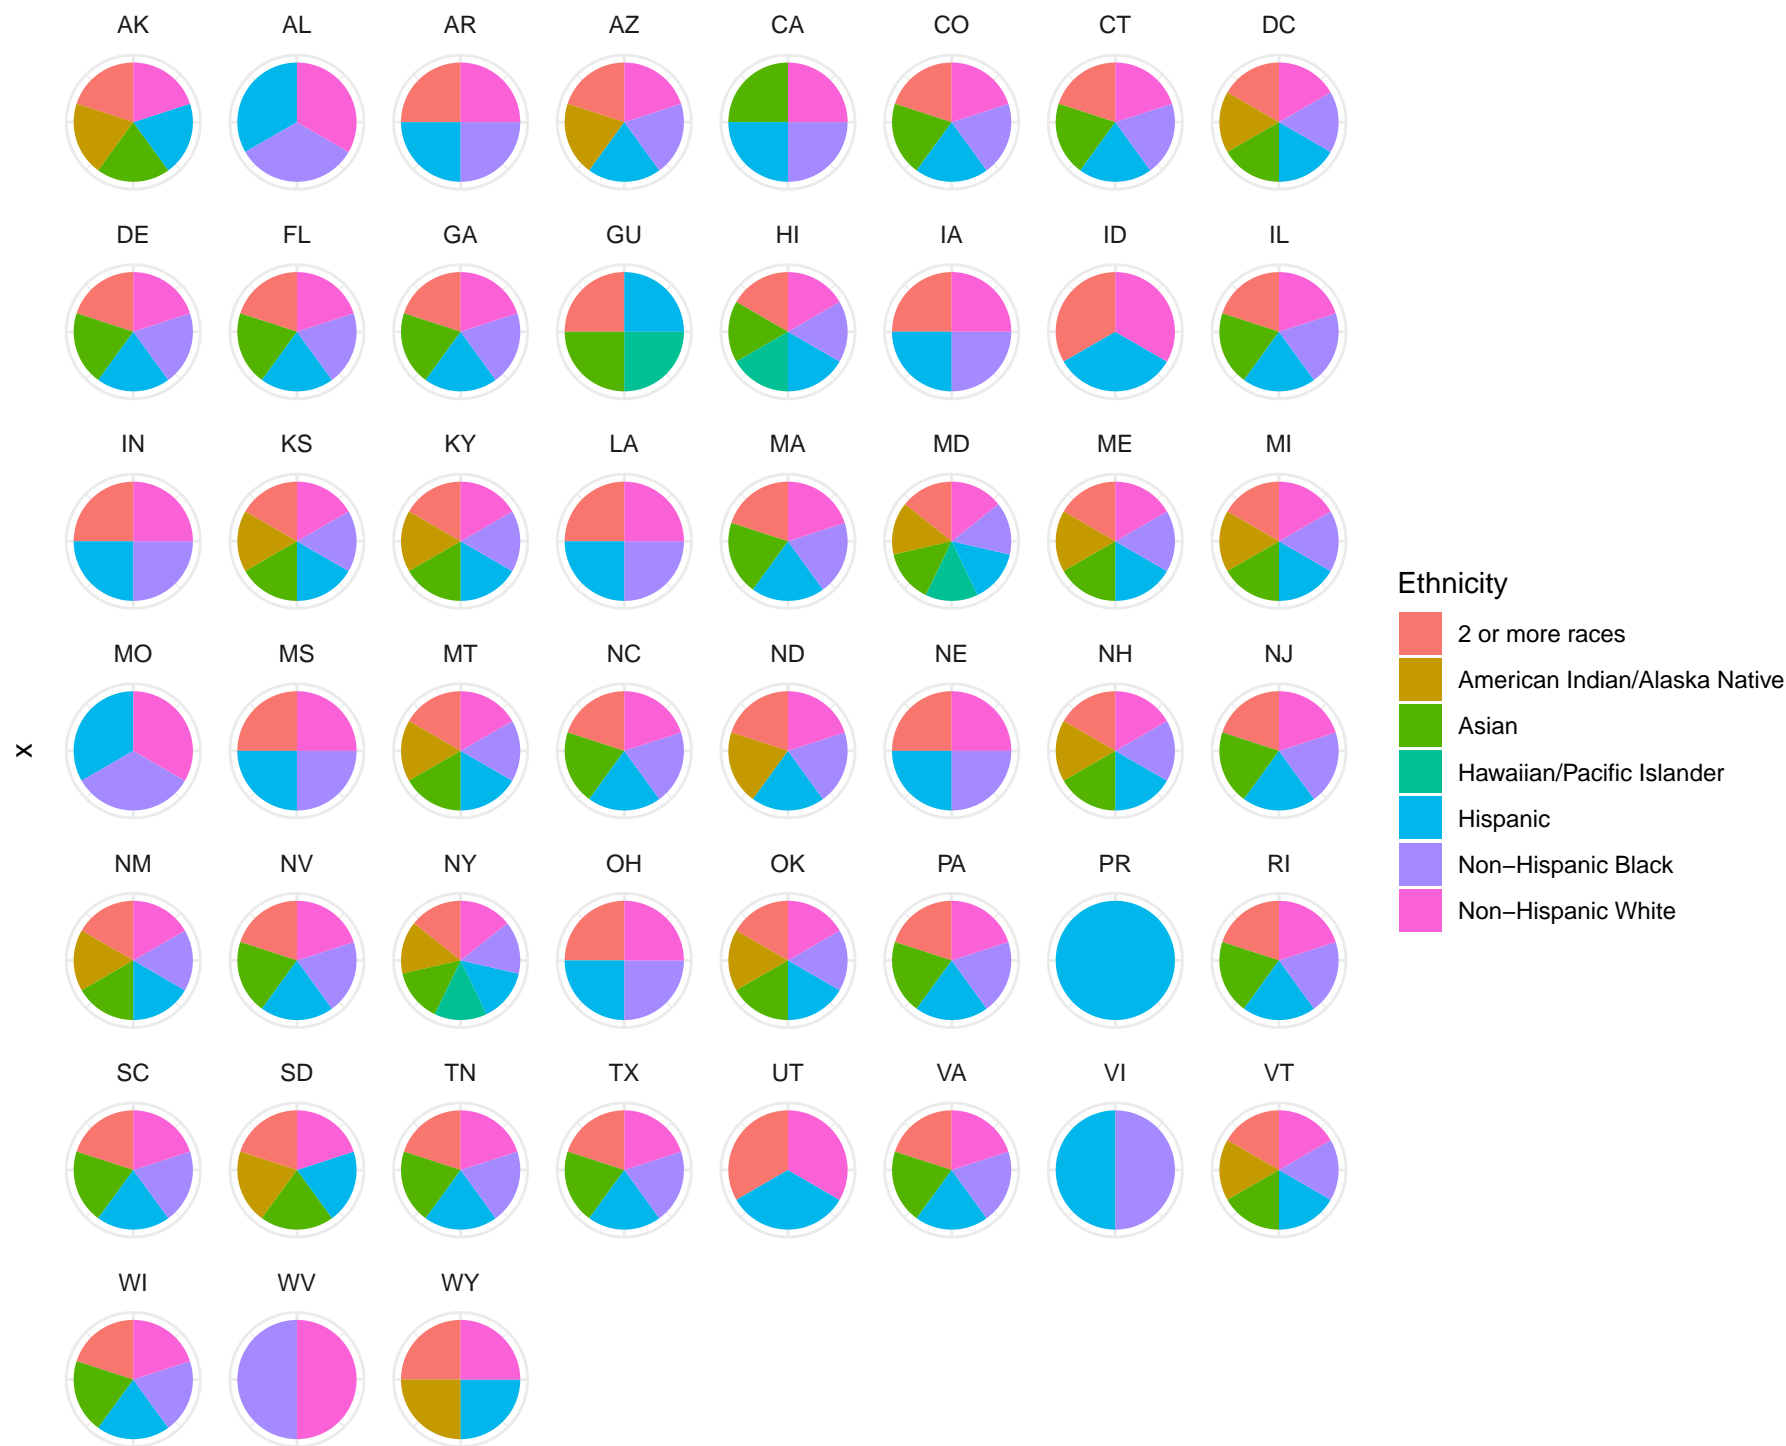 AK AL AR AZ CA CO CT DC
DE FL GA GU HI IA ID IL
IN KS KY LA MA MD ME MI
MO MS MT NC ND NE NH NJ
NM NV NY OH OK PA PR RI
SC SD TN TX UT VA VI VT
WI WV WY
x
Ethnicity
2 or more races
American Indian/Alaska Native
Asian
Hawaiian/Pacific Islander
Hispanic
Non−Hispanic Black
Non−Hispanic White